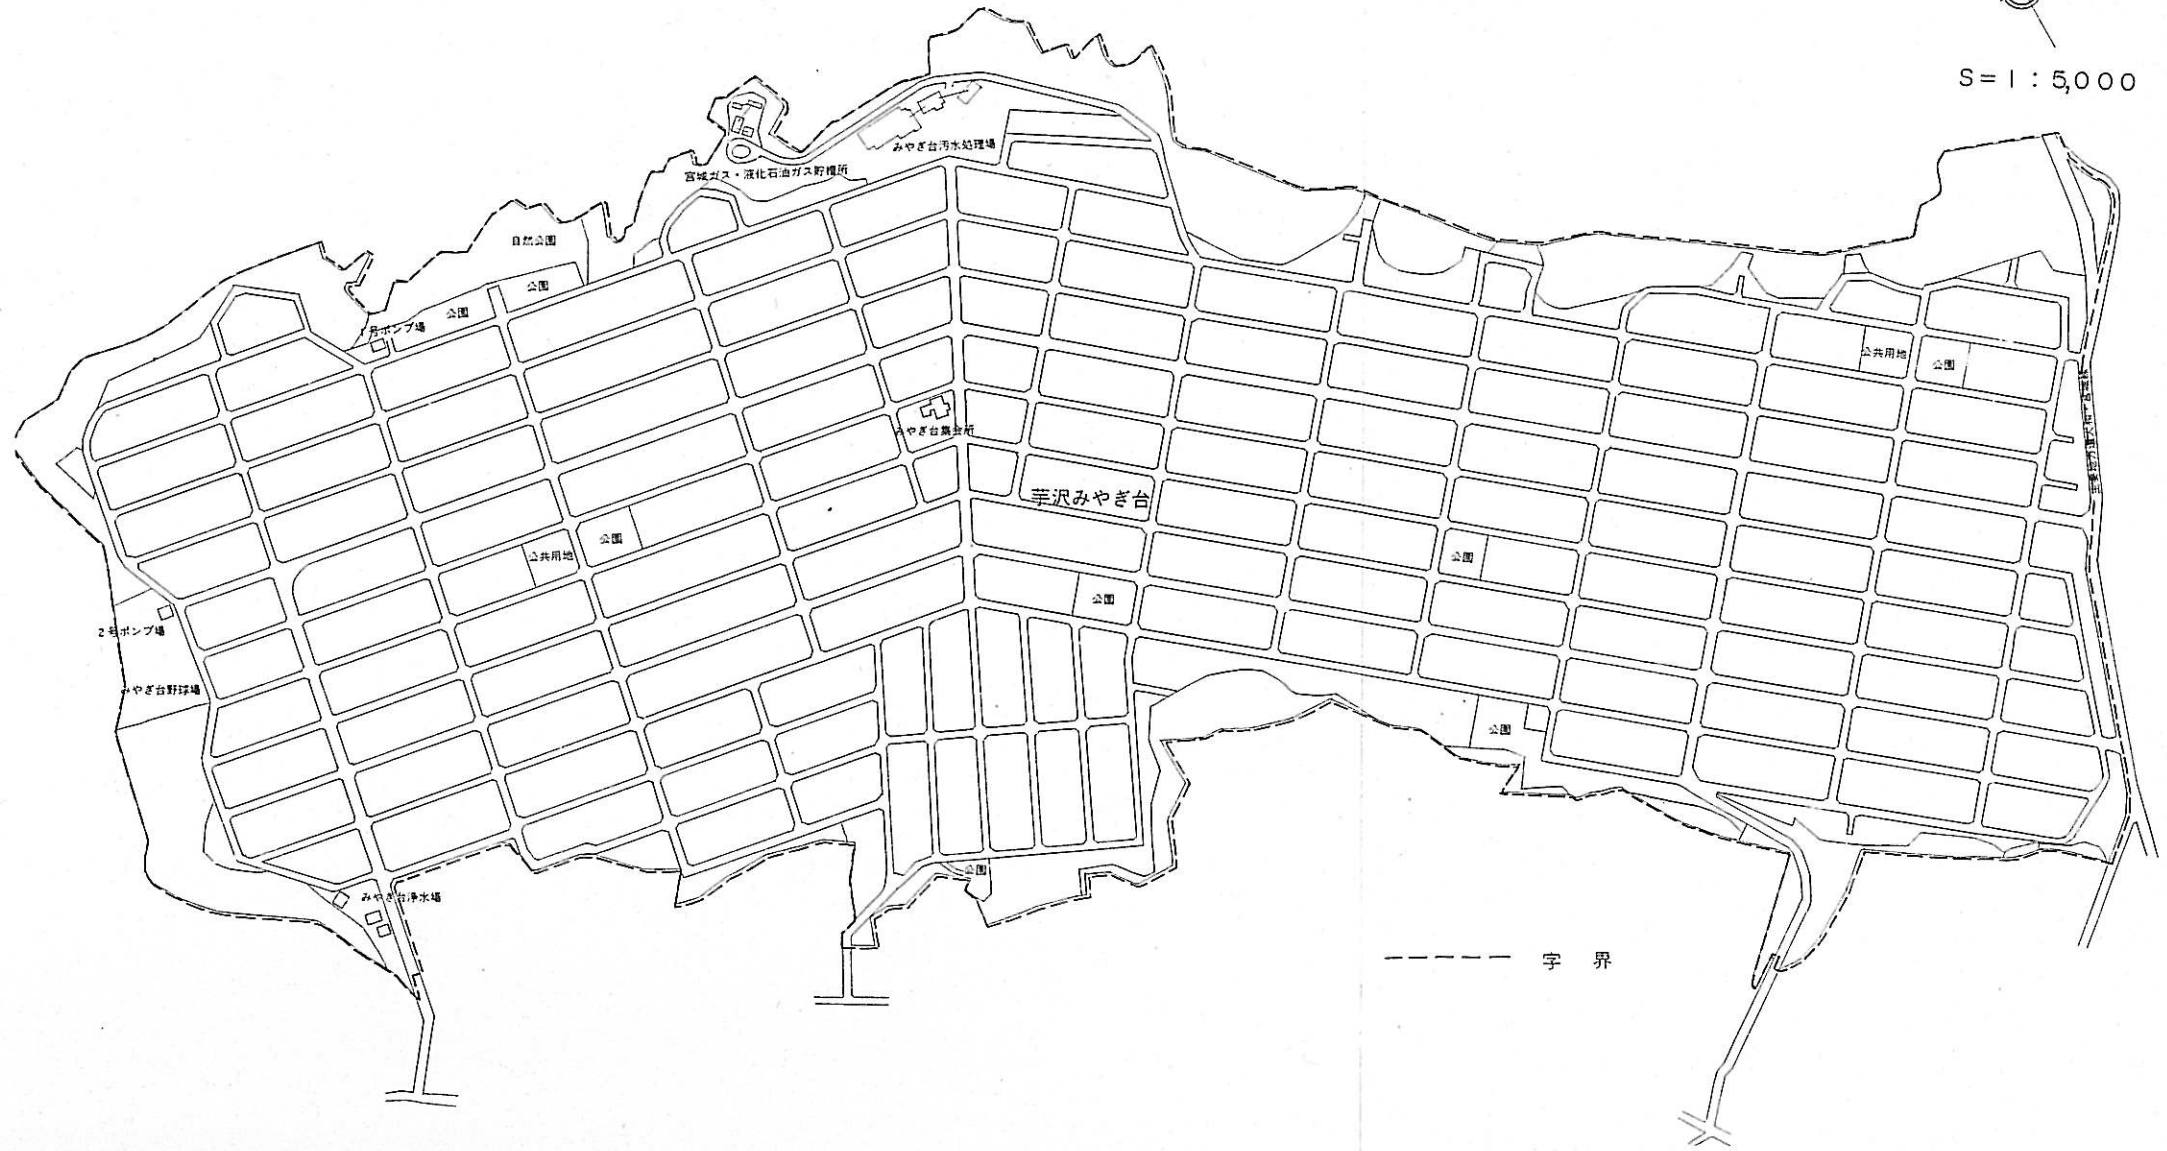 S=1:5,000
みやぎ台汚水処理場
宮城ガス・液化石油ガス貯槽所
自然公園
公園
公園
1号ポンプ場
公共用地
公園
みやぎ台集会所
芋沢みやぎ台
公園
公共用地
公園
公園
2号ポンプ場
みやぎ台野球場
公園
公園
みやぎ台浄水場
字界